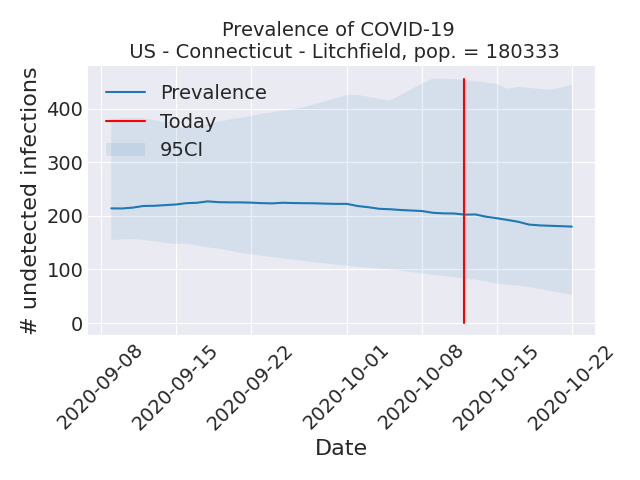 Prevalence of COVID-19
US - Connecticut - Litchfield, pop. = 180333
# undetected infections
400
300
200
100
0
Prevalence
Today
95CI
2020-09-08
2020-09-15
2020-09-22
2020-10-01
2020-10-08
2020-10-15
2020-10-22
Date